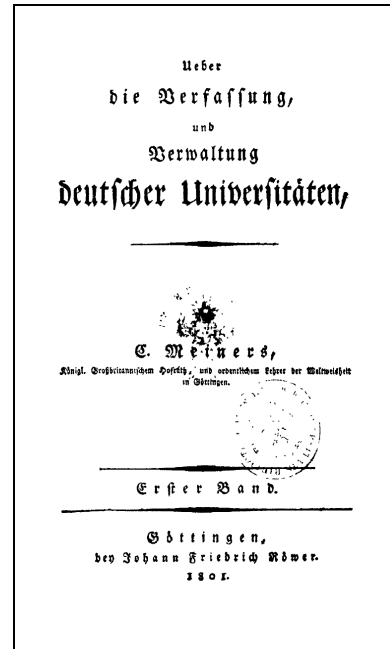 Ueber
die Verfassung,
und
Verwaltung
deutscher Universitäten,
C. Meiners,
Königl. Großbritannischem Hofrath, und ordentlichem Lehrer der Weltweisheit
in Göttingen.
Erster Band.
Göttingen,
bey Johann Friedrich Röwer.
1801.